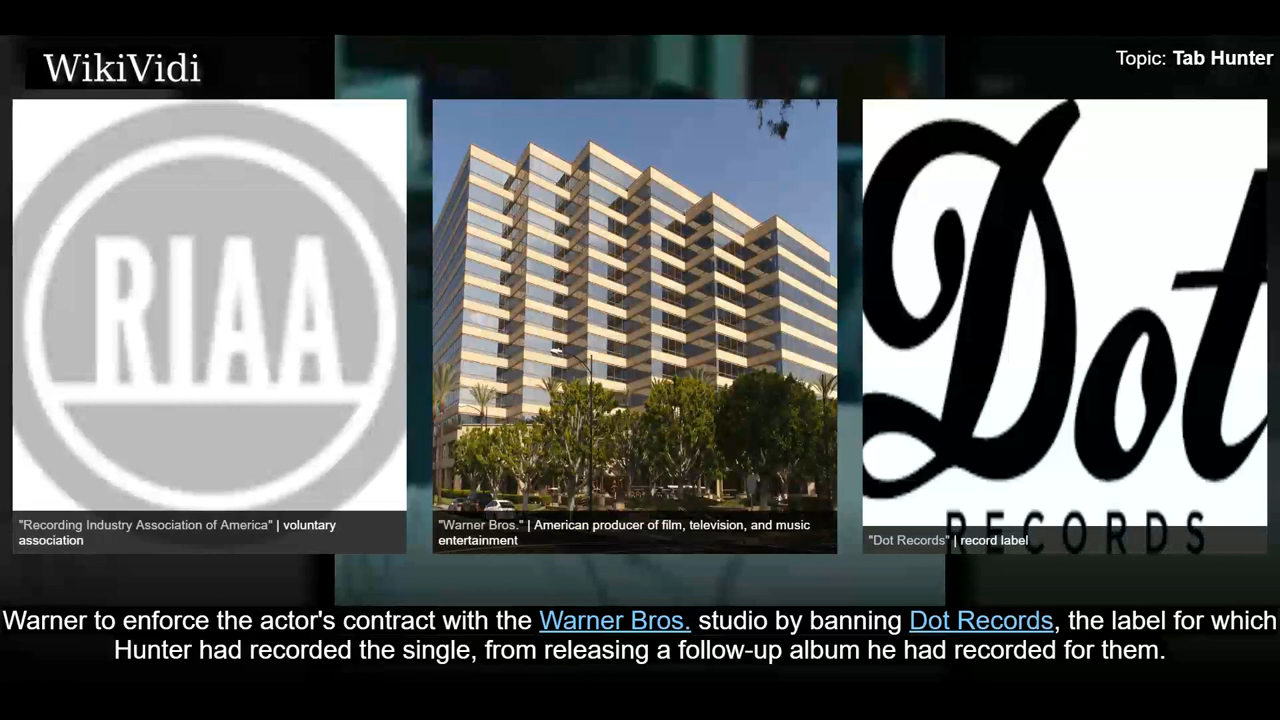 WikiVidi
Topic: Tab Hunter
RIAA
"Recording Industry Association of America" | voluntary
association
"Warner Bros." | American producer of film, television, and music
entertainment
Dot
RECORDS
"Dot Records" | record label
Warner to enforce the actor's contract with the Warner Bros. studio by banning Dot Records, the label for which
Hunter had recorded the single, from releasing a follow-up album he had recorded for them.